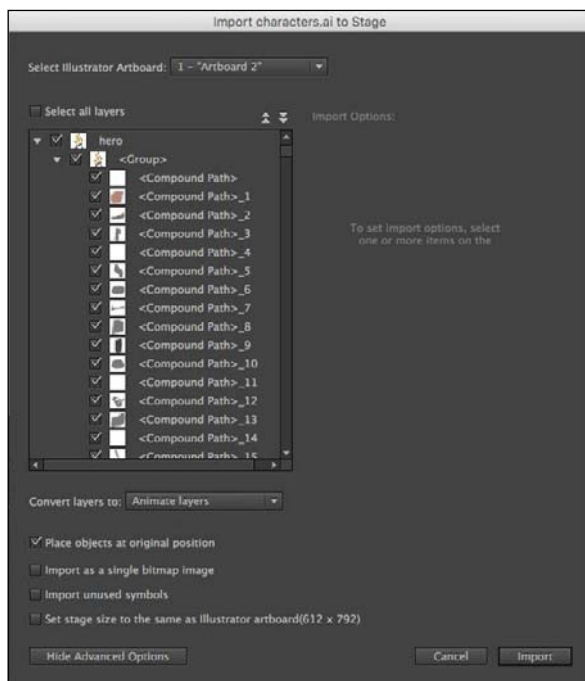 Import characters.ai to Stage
Select Illustrator Artboard: 1 - "Artboard 2"
Select all layers
Import Options:
hero
<Group>
<Compound Path>
<Compound Path>_1
<Compound Path>_2
<Compound Path>_3
<Compound Path>_4
<Compound Path>_5
<Compound Path>_6
<Compound Path>_7
<Compound Path>_8
<Compound Path>_9
<Compound Path>_10
<Compound Path>_11
<Compound Path>_12
<Compound Path>_13
<Compound Path>_14
<Compound Path>_15
To set import options, select
one or more items on the
Convert layers to: Animate layers
Place objects at original position
Import as a single bitmap image
Import unused symbols
Set stage size to the same as Illustrator artboard(612 x 792)
Hide Advanced Options
Cancel
Import